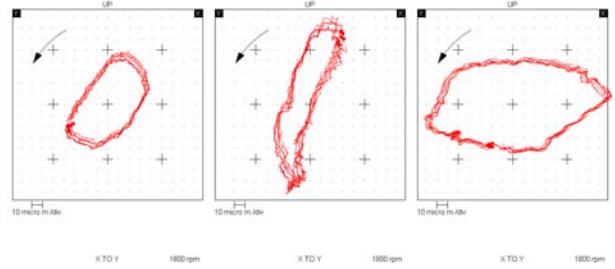 UP UP UP
Y X Y X Y X
10 micro m /div 10 micro m /div 10 micro m /div
X TO Y 1800 rpm X TO Y 1800 rpm X TO Y 1800 rpm